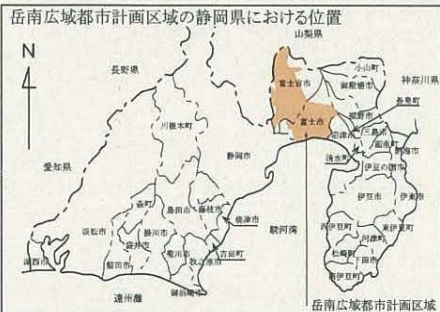 岳南広域都市計画区域の静岡県における位置
山梨県
長野県
神奈川県
愛知県
N
小山町
御殿場市
富士宮市
裾野市
長泉町
富士市
沼津市
三島市
函南町
熱海市
清水町
伊豆の国市
伊東市
伊豆市
西伊豆町
東伊豆町
河津町
松崎町
下田市
南伊豆町
川根本町
静岡市
森町
島田市
藤枝市
焼津市
浜松市
掛川市
袋井市
菊川市
吉田町
湖西市
磐田市
牧之原市
御前崎市
駿河湾
遠州灘
岳南広域都市計画区域